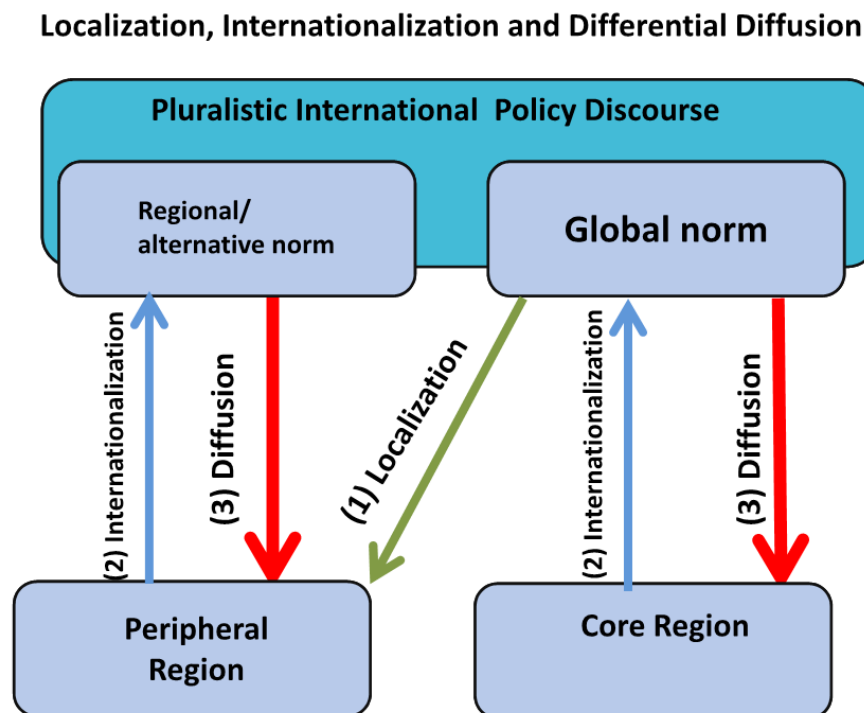 Localization, Internationalization and Differential Diffusion
Pluralistic International Policy Discourse
Regional/
alternative norm
Global norm
(2) Internationalization
(3) Diffusion
(1) Localization
(2) Internationalization
(3) Diffusion
Peripheral
Region
Core Region